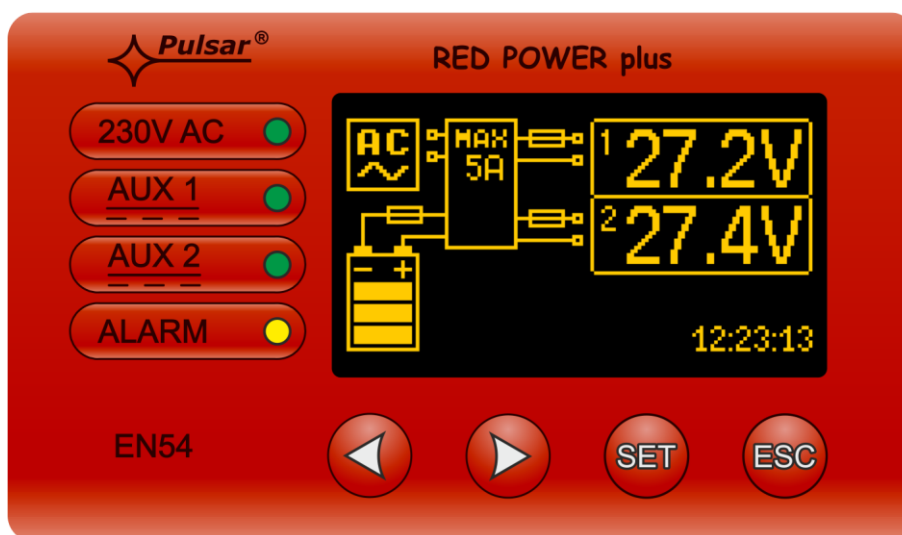 Pulsar®
RED POWER plus
230V AC
AUX 1
AUX 2
ALARM
AC
MAX
5A
1 27.2V
2 27.4V
- +
12:23:13
EN54
SET
ESC